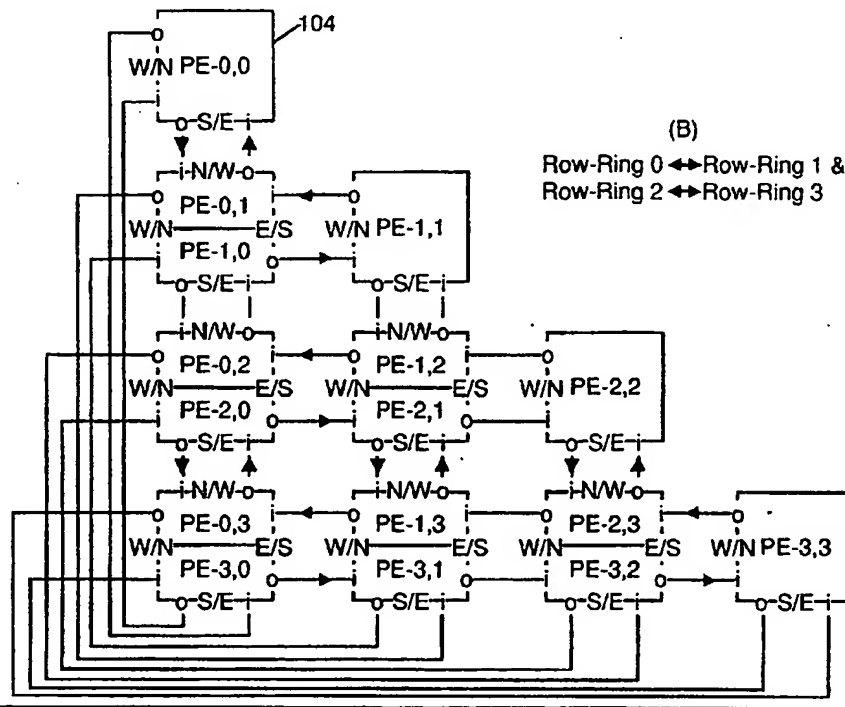 104
o
W/N PE-0,0
i
o S/E i
i N/W o
o PE-0,1 i o
W/N E/S W/N PE-1,1
i PE-1,0 o i
o S/E i o S/E i
(B)
Row-Ring 0 ↔ Row-Ring 1 &
Row-Ring 2 ↔ Row-Ring 3
i N/W o i N/W o
o PE-0,2 i o PE-1,2 i o
W/N E/S W/N E/S W/N PE-2,2
i PE-2,0 o i PE-2,1 o i
o S/E i o S/E i o S/E i
i N/W o i N/W o i N/W o
o PE-0,3 i o PE-1,3 i o PE-2,3 i o
W/N E/S W/N E/S W/N E/S W/N PE-3,3
i PE-3,0 o i PE-3,1 o i PE-3,2 o i
o S/E i o S/E i o S/E i o S/E i